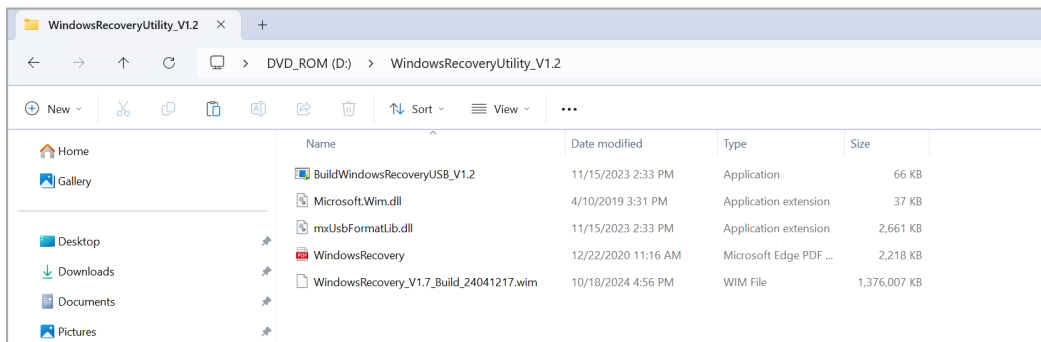 WindowsRecoveryUtility_V1.2
DVD_ROM (D:) > WindowsRecoveryUtility_V1.2
New Sort View
Name Date modified Type Size
Home
Gallery
Desktop
Downloads
Documents
Pictures
BuildWindowsRecoveryUSB_V1.2 11/15/2023 2:33 PM Application 66 KB
Microsoft.Wim.dll 4/10/2019 3:31 PM Application extension 37 KB
mxUsbFormatLib.dll 11/15/2023 2:33 PM Application extension 2,661 KB
PDF WindowsRecovery 12/22/2020 11:16 AM Microsoft Edge PDF ... 2,218 KB
WindowsRecovery_V1.7_Build_24041217.wim 10/18/2024 4:56 PM WIM File 1,376,007 KB